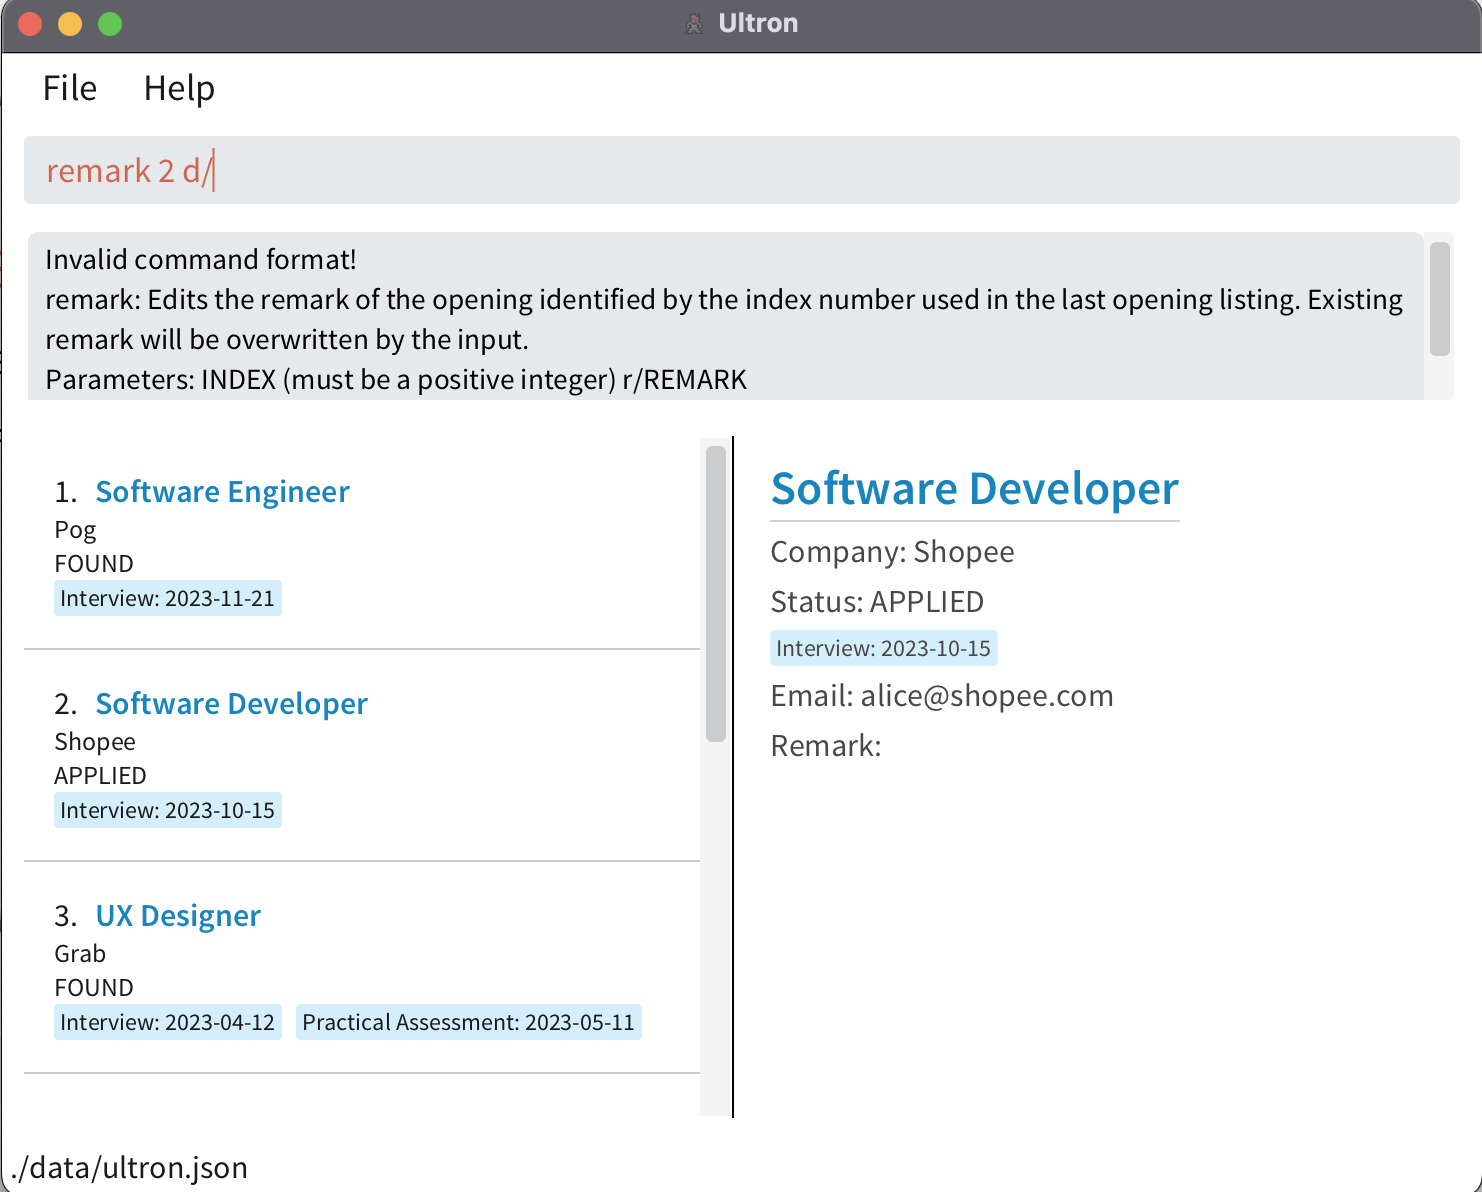 Ultron
File Help
remark 2 d/
Invalid command format!
remark: Edits the remark of the opening identified by the index number used in the last opening listing. Existing
remark will be overwritten by the input.
Parameters: INDEX (must be a positive integer) r/REMARK
1. Software Engineer
Pog
FOUND
Interview: 2023-11-21
2. Software Developer
Shopee
APPLIED
Interview: 2023-10-15
3. UX Designer
Grab
FOUND
Interview: 2023-04-12 Practical Assessment: 2023-05-11
Software Developer
Company: Shopee
Status: APPLIED
Interview: 2023-10-15
Email: alice@shopee.com
Remark:
./data/ultron.json